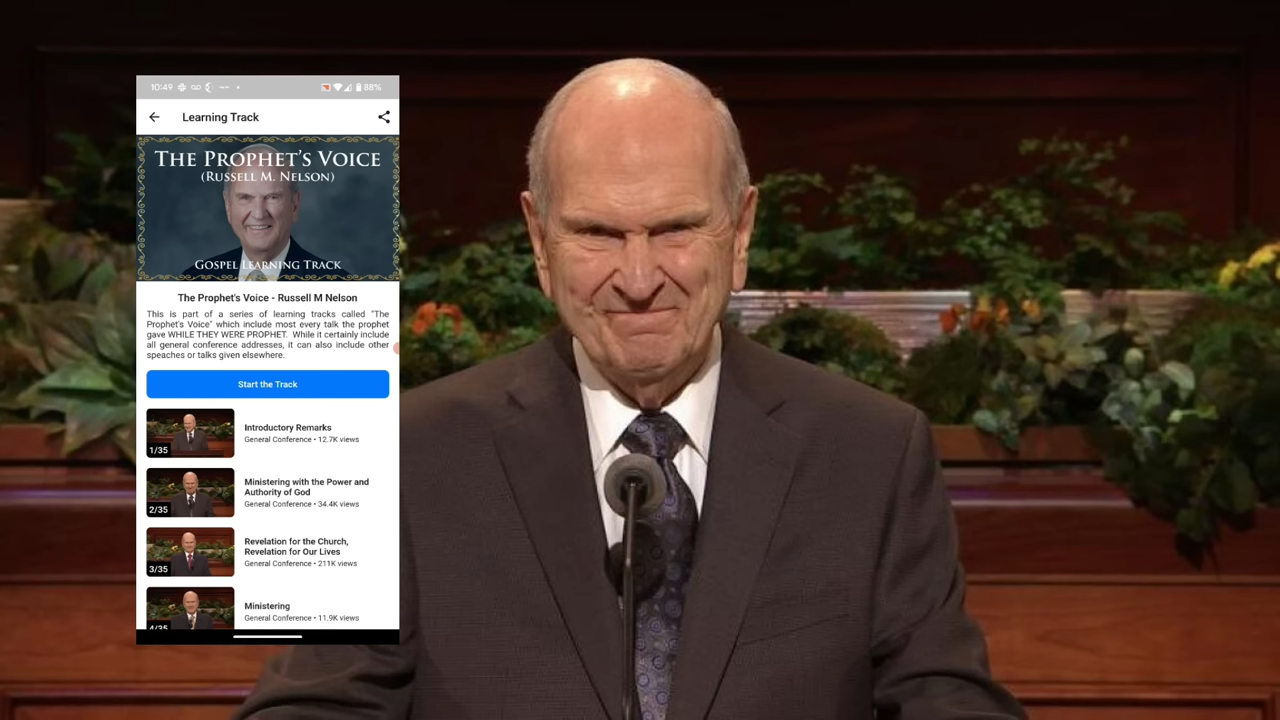 10:49
88%
Learning Track
THE PROPHET'S VOICE
(RUSSELL M. NELSON)
GOSPEL LEARNING TRACK
The Prophet's Voice - Russell M Nelson
This is part of a series of learning tracks called "The
Prophet's Voice" which include most every talk the prophet
gave WHILE THEY WERE PROPHET. While it certainly include
all general conference addresses, it can also include other
speaches or talks given elsewhere.
Start the Track
1/35
Introductory Remarks
General Conference • 12.7K views
2/35
Ministering with the Power and
Authority of God
General Conference • 34.4K views
3/35
Revelation for the Church,
Revelation for Our Lives
General Conference • 211K views
4/35
Ministering
General Conference • 11.9K views